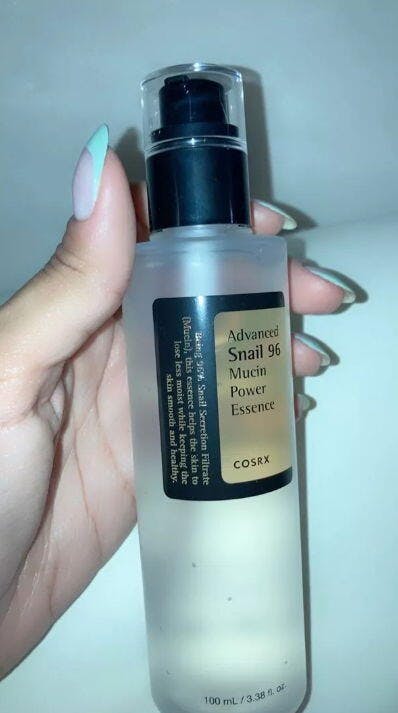 Advanced
Snail 96
Mucin
Power
Essence
COSRX
Being 96% Snail Secretion Filtrate
(Mucin), this essence helps the skin to
lose less moist while keeping the
skin smooth and healthy.
100 mL / 3.38 fl. oz.